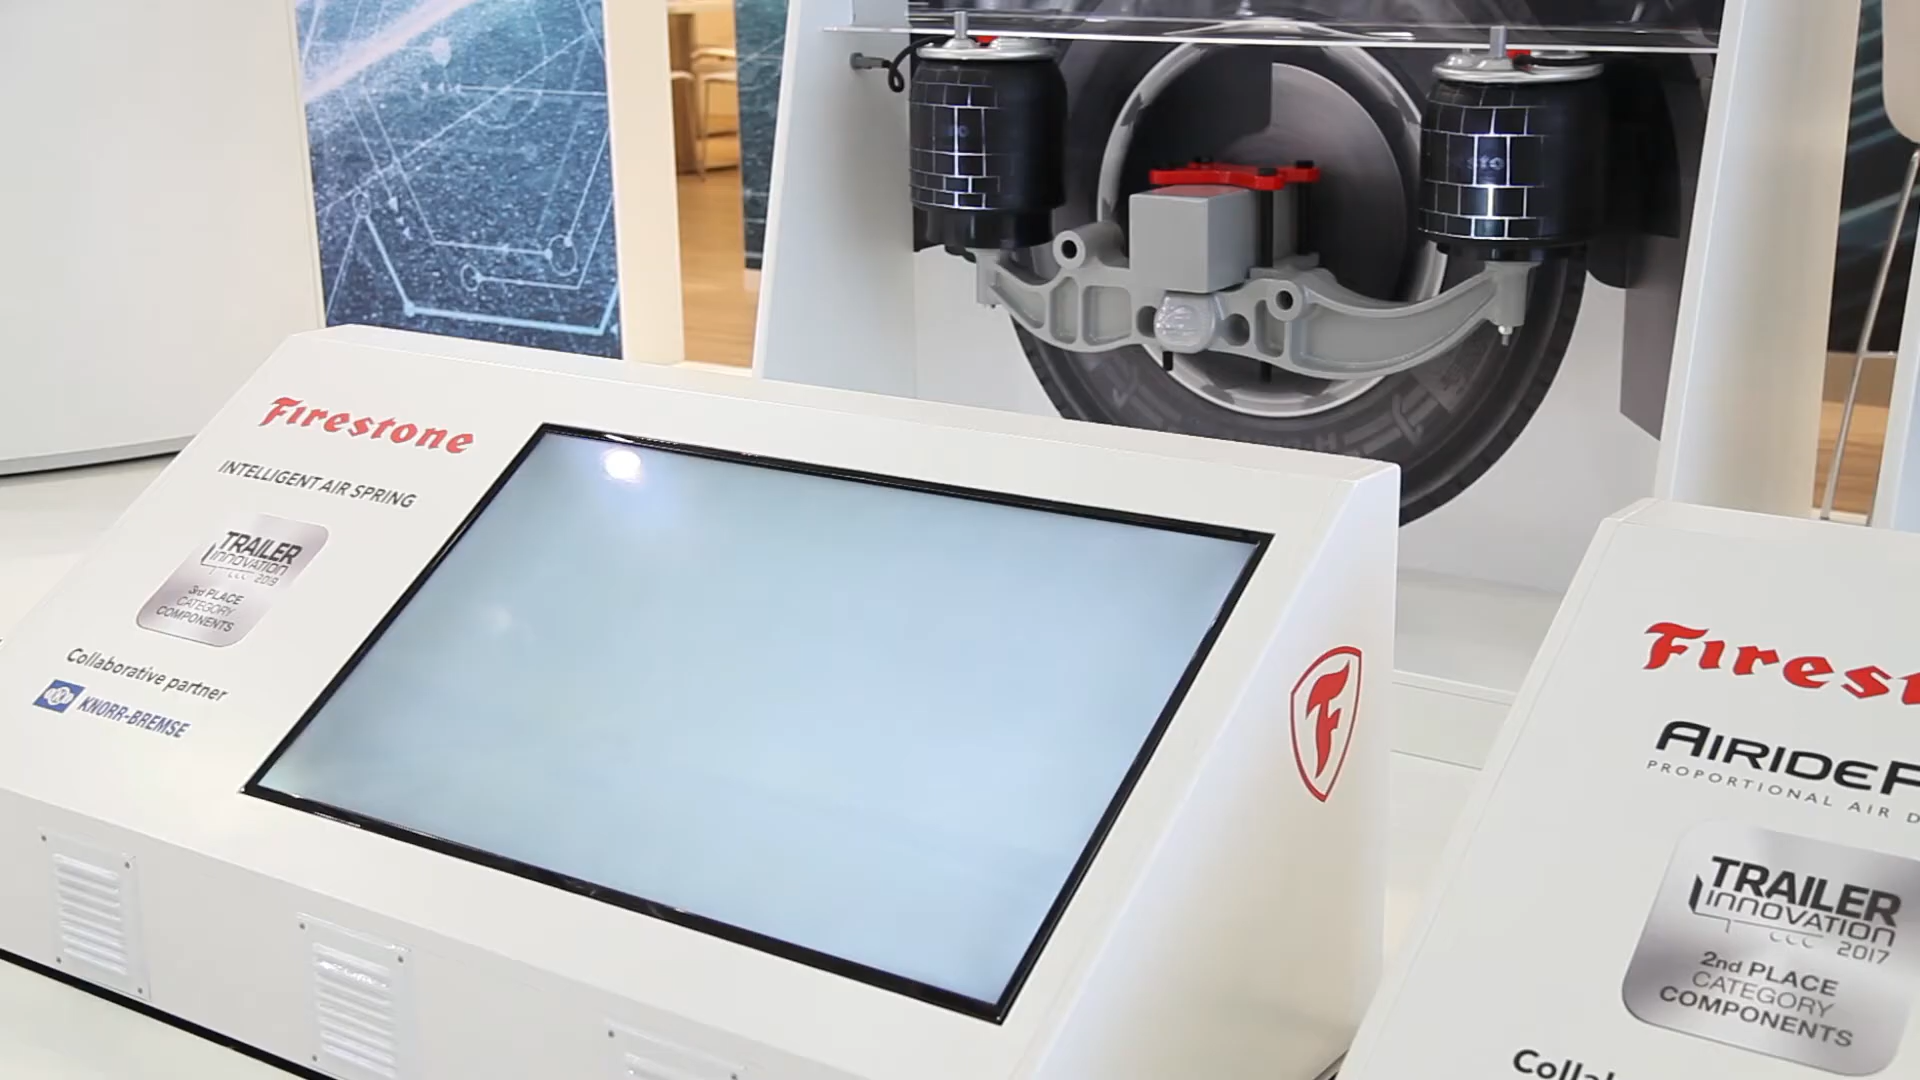 Firestone
INTELLIGENT AIR SPRING
TRAILER
INNOVATION
2019
3rd PLACE
CATEGORY
COMPONENTS
Collaborative partner
KNORR-BREMSE
F
Firest
AIRIDE
PROPORTIONAL AIR D
TRAILER
INNOVATION
2017
2nd PLACE
CATEGORY
COMPONENTS
Colla